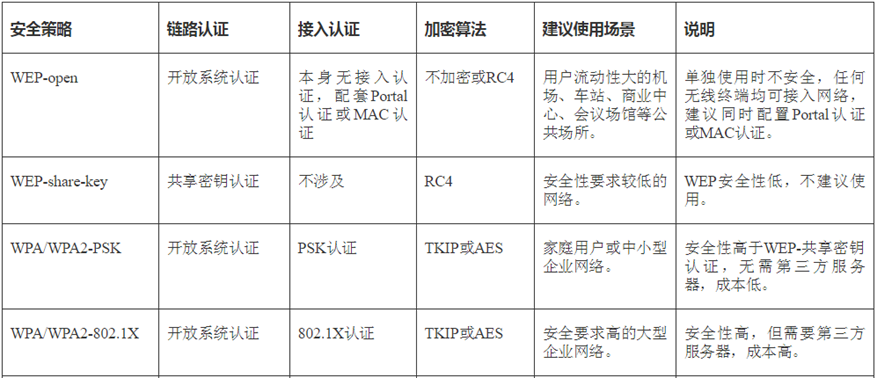 安全策略 链路认证 接入认证 加密算法 建议使用场景 说明
WEP-open 开放系统认证 本身无接入认 不加密或RC4 用户流动性大的机 单独使用时不安全，任何
证，配套Portal 场、车站、商业中 无线终端均可接入网络，
认证或MAC认 心、会议场馆等公 建议同时配置Portal认证
证 共场所。 或MAC认证。
WEP-share-key 共享密钥认证 不涉及 RC4 安全性要求较低的 WEP安全性低，不建议使
网络。 用。
WPA/WPA2-PSK 开放系统认证 PSK认证 TKIP或AES 家庭用户或中小型 安全性高于WEP-共享密钥
企业网络。 认证，无需第三方服务
器，成本低。
WPA/WPA2-802.1X 开放系统认证 802.1X认证 TKIP或AES 安全要求高的大型 安全性高，但需要第三方
企业网络。 服务器，成本高。